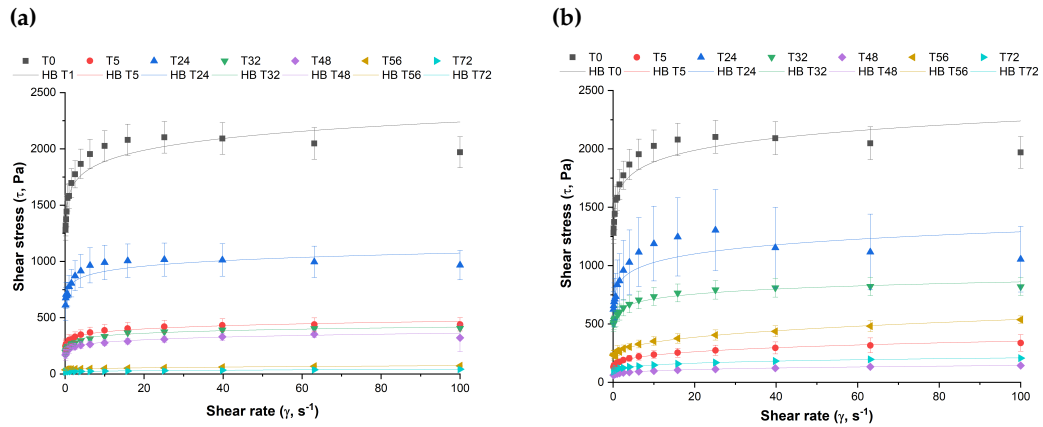 (a)
T0 T5 T24 T32 T48 T56 T72
HB T1 HB T5 HB T24 HB T32 HB T48 HB T56 HB T72
2500
2000
1500
1000
500
0
0 20 40 60 80 100
Shear stress (τ, Pa)
Shear rate (γ, s-1)
(b)
T0 T5 T24 T32 T48 T56 T72
HB T0 HB T5 HB T24 HB T32 HB T48 HB T56 HB T72
2500
2000
1500
1000
500
0
0 20 40 60 80 100
Shear stress (τ, Pa)
Shear rate (γ, s-1)